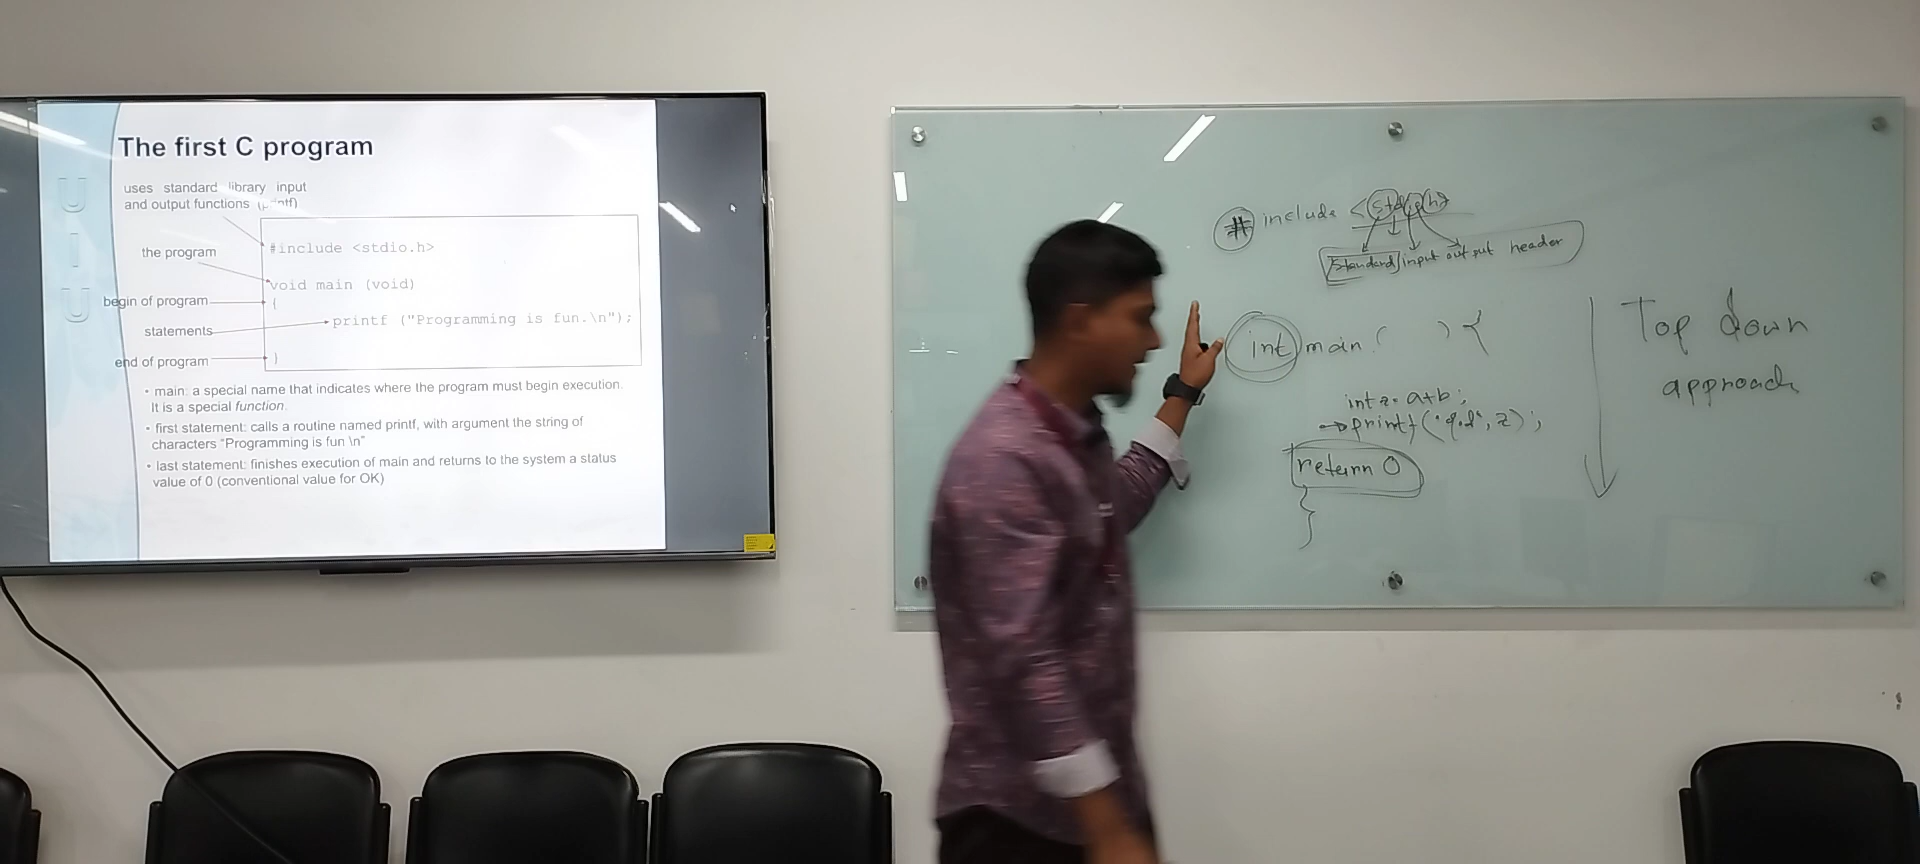 The first C program
uses standard library input
and output functions (printf)
the program
begin of program
statements
end of program
#include <stdio.h>
void main (void)
{
printf ("Programming is fun.\n");
}
• main: a special name that indicates where the program must begin execution.
It is a special function.
• first statement: calls a routine named printf, with argument the string of
characters "Programming is fun \n"
• last statement: finishes execution of main and returns to the system a status
value of 0 (conventional value for OK)
U
I
U
# include <stdio.h>
standard input output header
int main ( ) {
int z = a+b;
→printf("%d", z);
return 0
}
Top down
approach